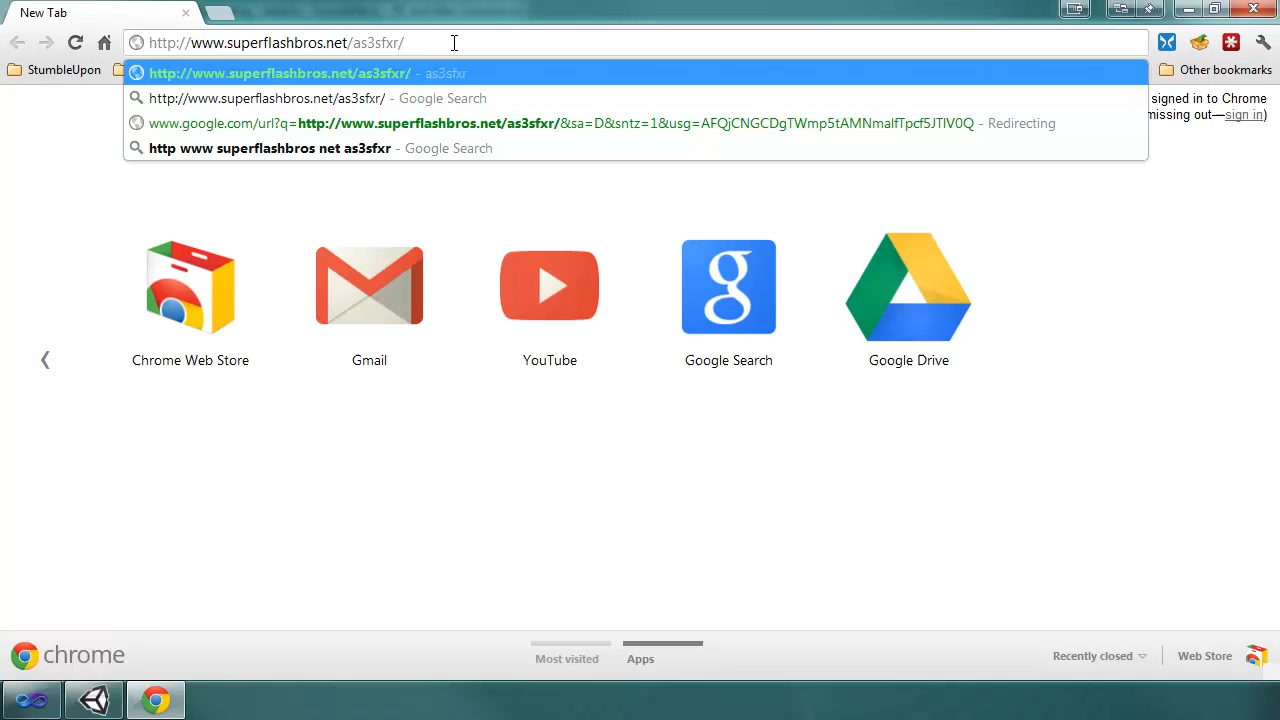 New Tab
http://www.superflashbros.net/as3sfxr/
StumbleUpon
Other bookmarks
http://www.superflashbros.net/as3sfxr/ - as3sfxr
http://www.superflashbros.net/as3sfxr/ - Google Search
www.google.com/url?q=http://www.superflashbros.net/as3sfxr/&sa=D&sntz=1&usg=AFQjCNGCDgTWmp5tAMNmalfTpcf5JTlV0Q - Redirecting
http www superflashbros net as3sfxr - Google Search
signed in to Chrome
missing out—sign in)
Chrome Web Store
Gmail
YouTube
Google Search
Google Drive
chrome
Most visited
Apps
Recently closed
Web Store